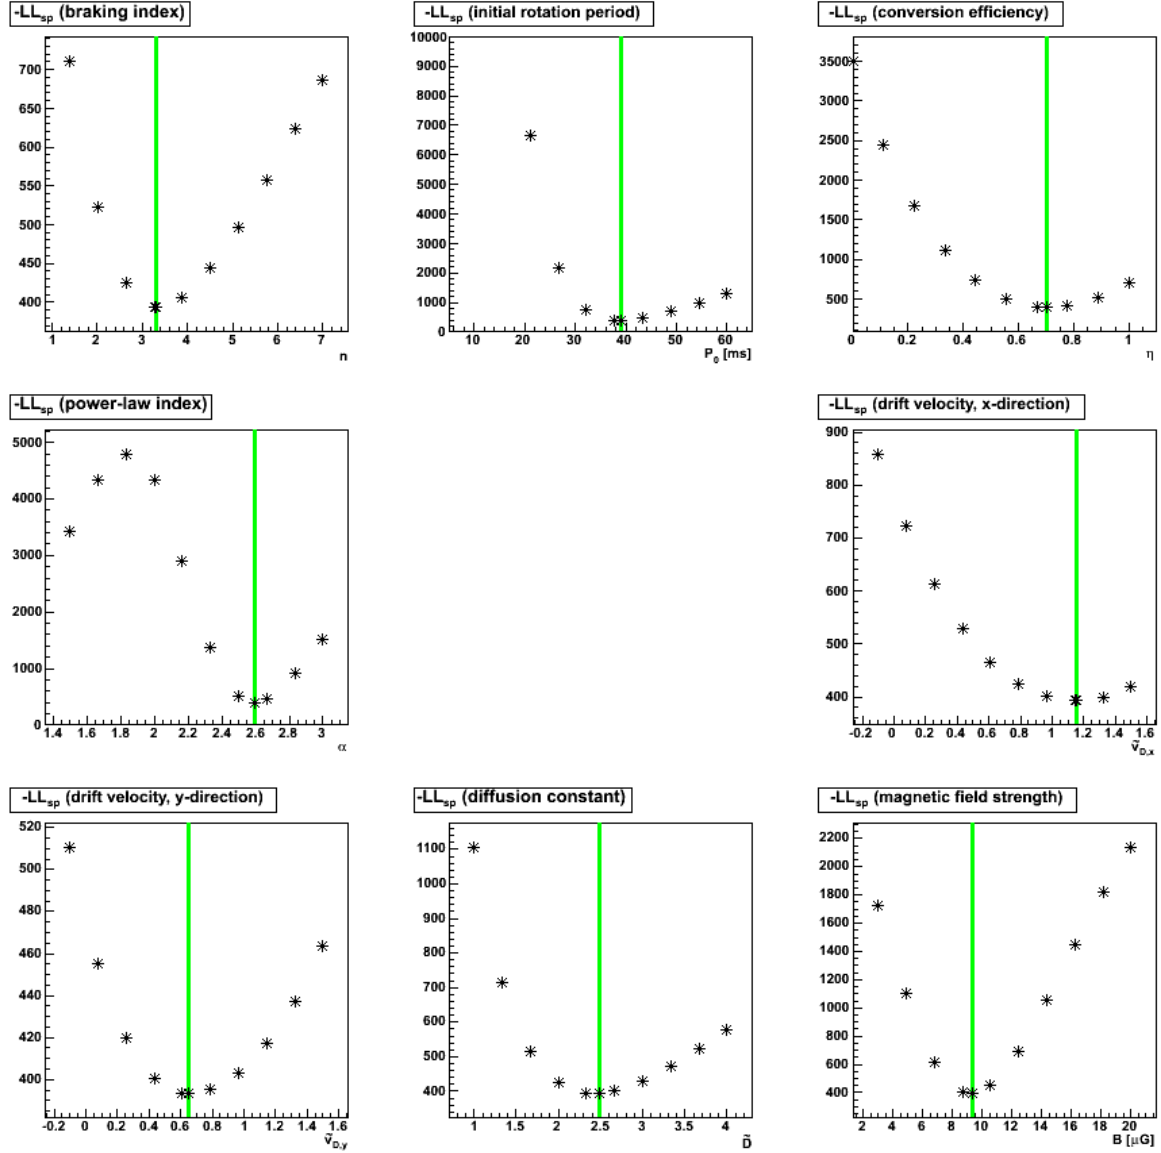 -LLsp (braking index)
700
650
600
550
500
450
400
1 2 3 4 5 6 7
n
-LLsp (initial rotation period)
10000
9000
8000
7000
6000
5000
4000
3000
2000
1000
0
10 20 30 40 50 60
P0 [ms]
-LLsp (conversion efficiency)
3500
3000
2500
2000
1500
1000
500
0 0.2 0.4 0.6 0.8 1
η
-LLsp (power-law index)
5000
4000
3000
2000
1000
0
1.4 1.6 1.8 2 2.2 2.4 2.6 2.8 3
α
-LLsp (drift velocity, x-direction)
900
800
700
600
500
400
-0.2 0 0.2 0.4 0.6 0.8 1 1.2 1.4 1.6
ṽD,x
-LLsp (drift velocity, y-direction)
520
500
480
460
440
420
400
-0.2 0 0.2 0.4 0.6 0.8 1 1.2 1.4 1.6
ṽD,y
-LLsp (diffusion constant)
1100
1000
900
800
700
600
500
400
1 1.5 2 2.5 3 3.5 4
D̃
-LLsp (magnetic field strength)
2200
2000
1800
1600
1400
1200
1000
800
600
400
2 4 6 8 10 12 14 16 18 20
B [μG]